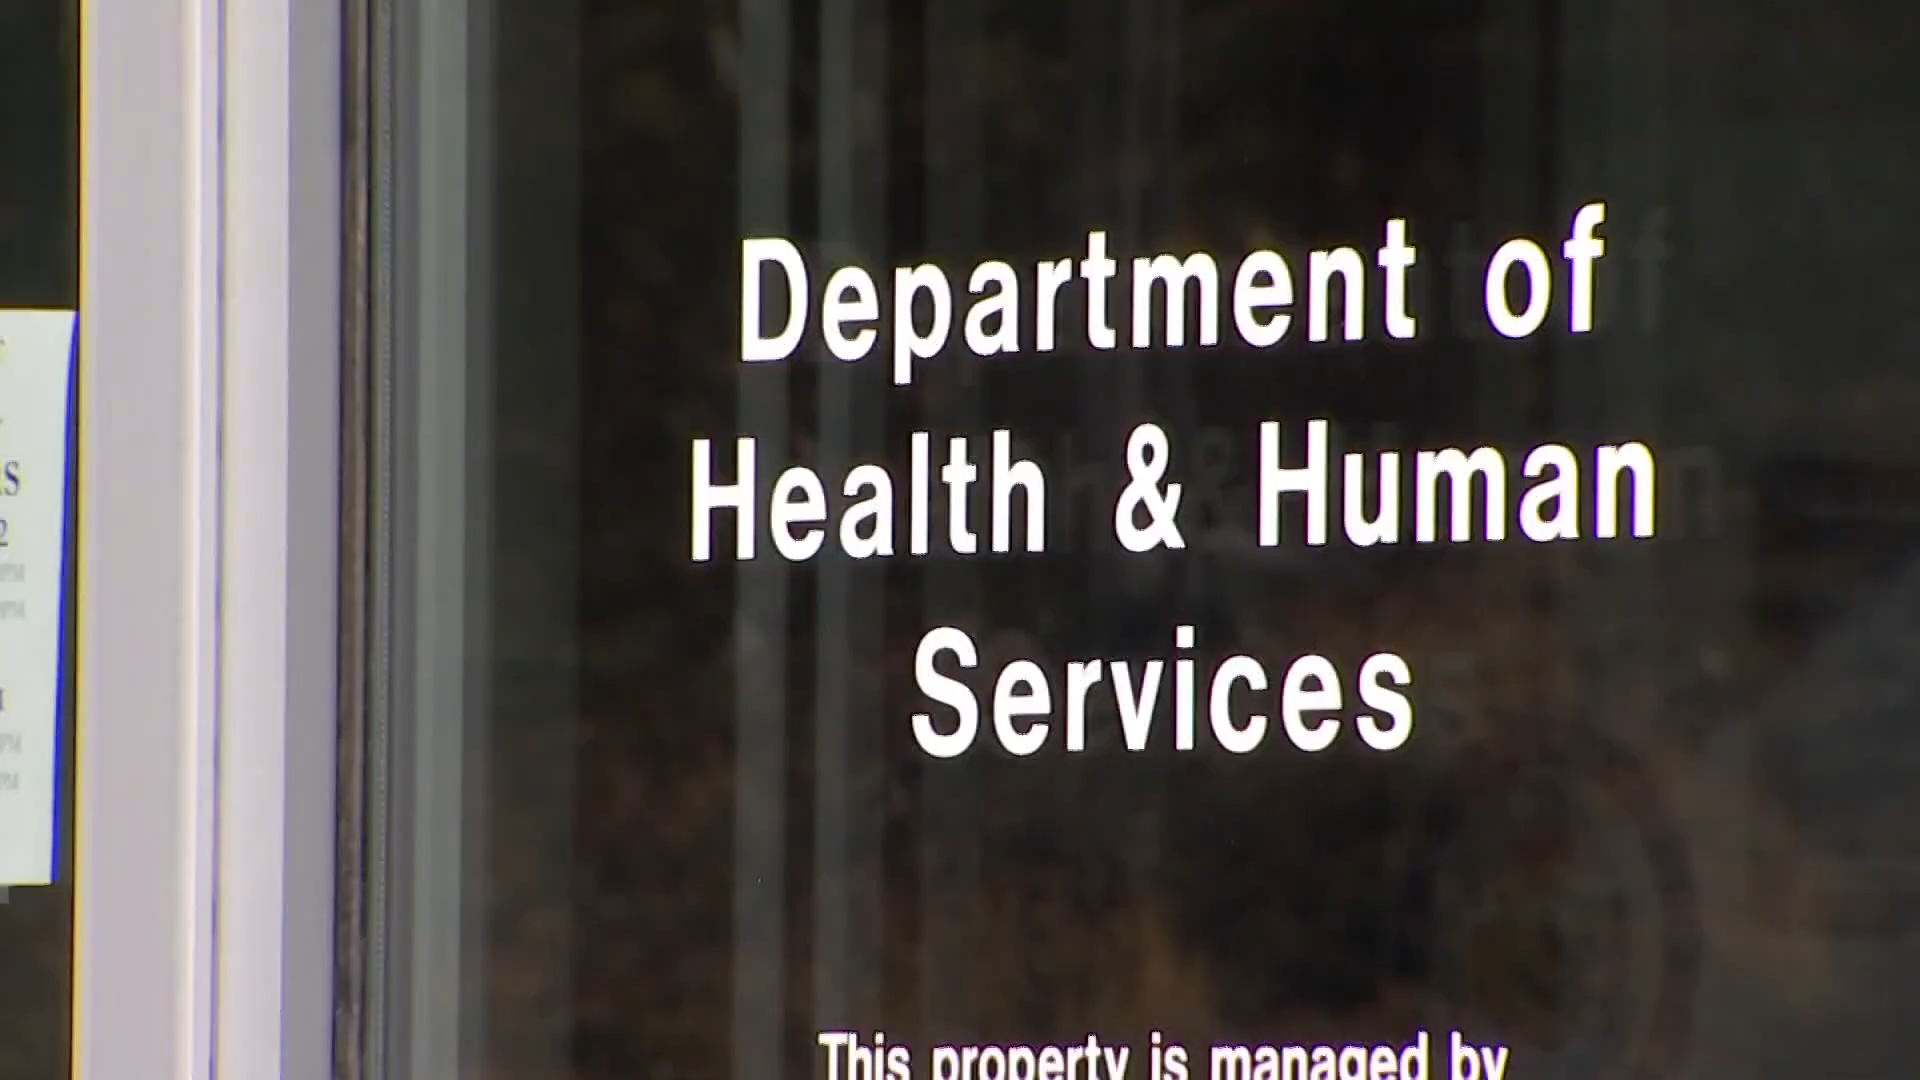 Department of
Health & Human
Services
This property is managed by